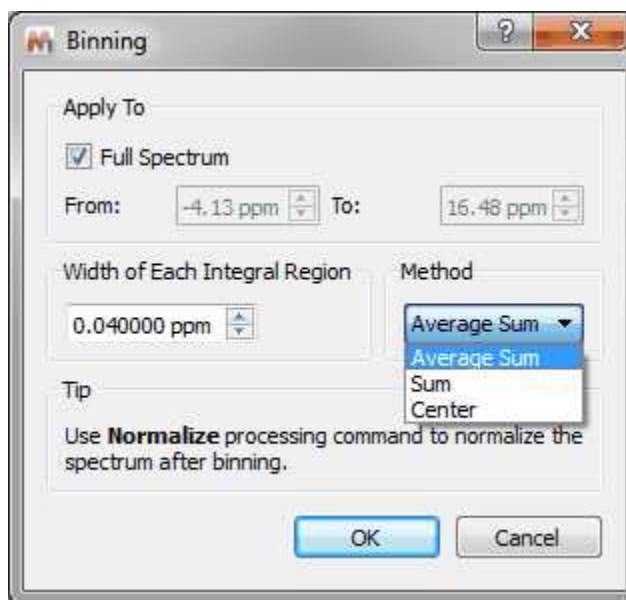 Binning
Apply To
Full Spectrum
From: -4.13 ppm To: 16.48 ppm
Width of Each Integral Region
0.040000 ppm
Method
Average Sum
Average Sum
Sum
Center
Tip
Use Normalize processing command to normalize the
spectrum after binning.
OK Cancel